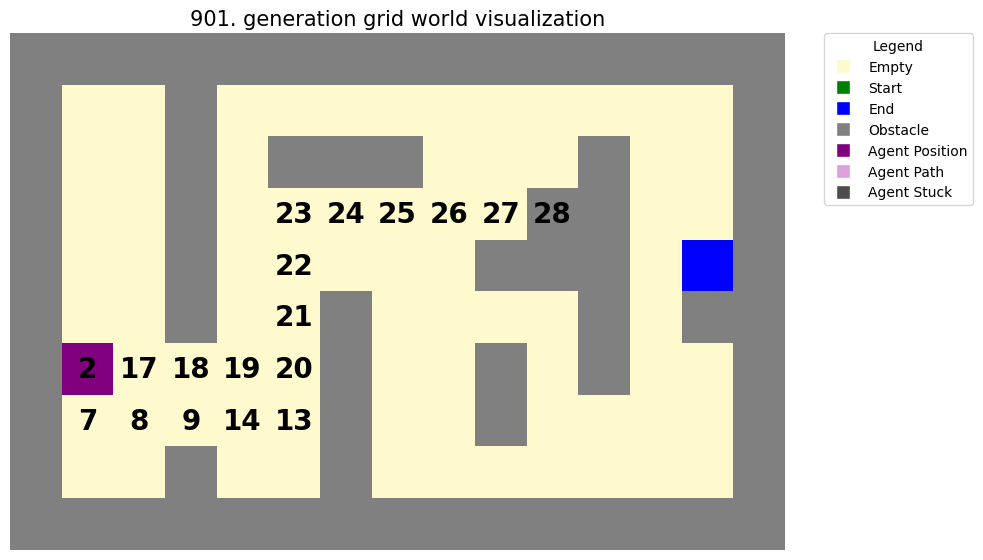 901. generation grid world visualization
Legend
Empty
Start
End
Obstacle
Agent Position
Agent Path
Agent Stuck
23 24 25 26 27 28
22
21
2 17 18 19 20
7 8 9 14 13